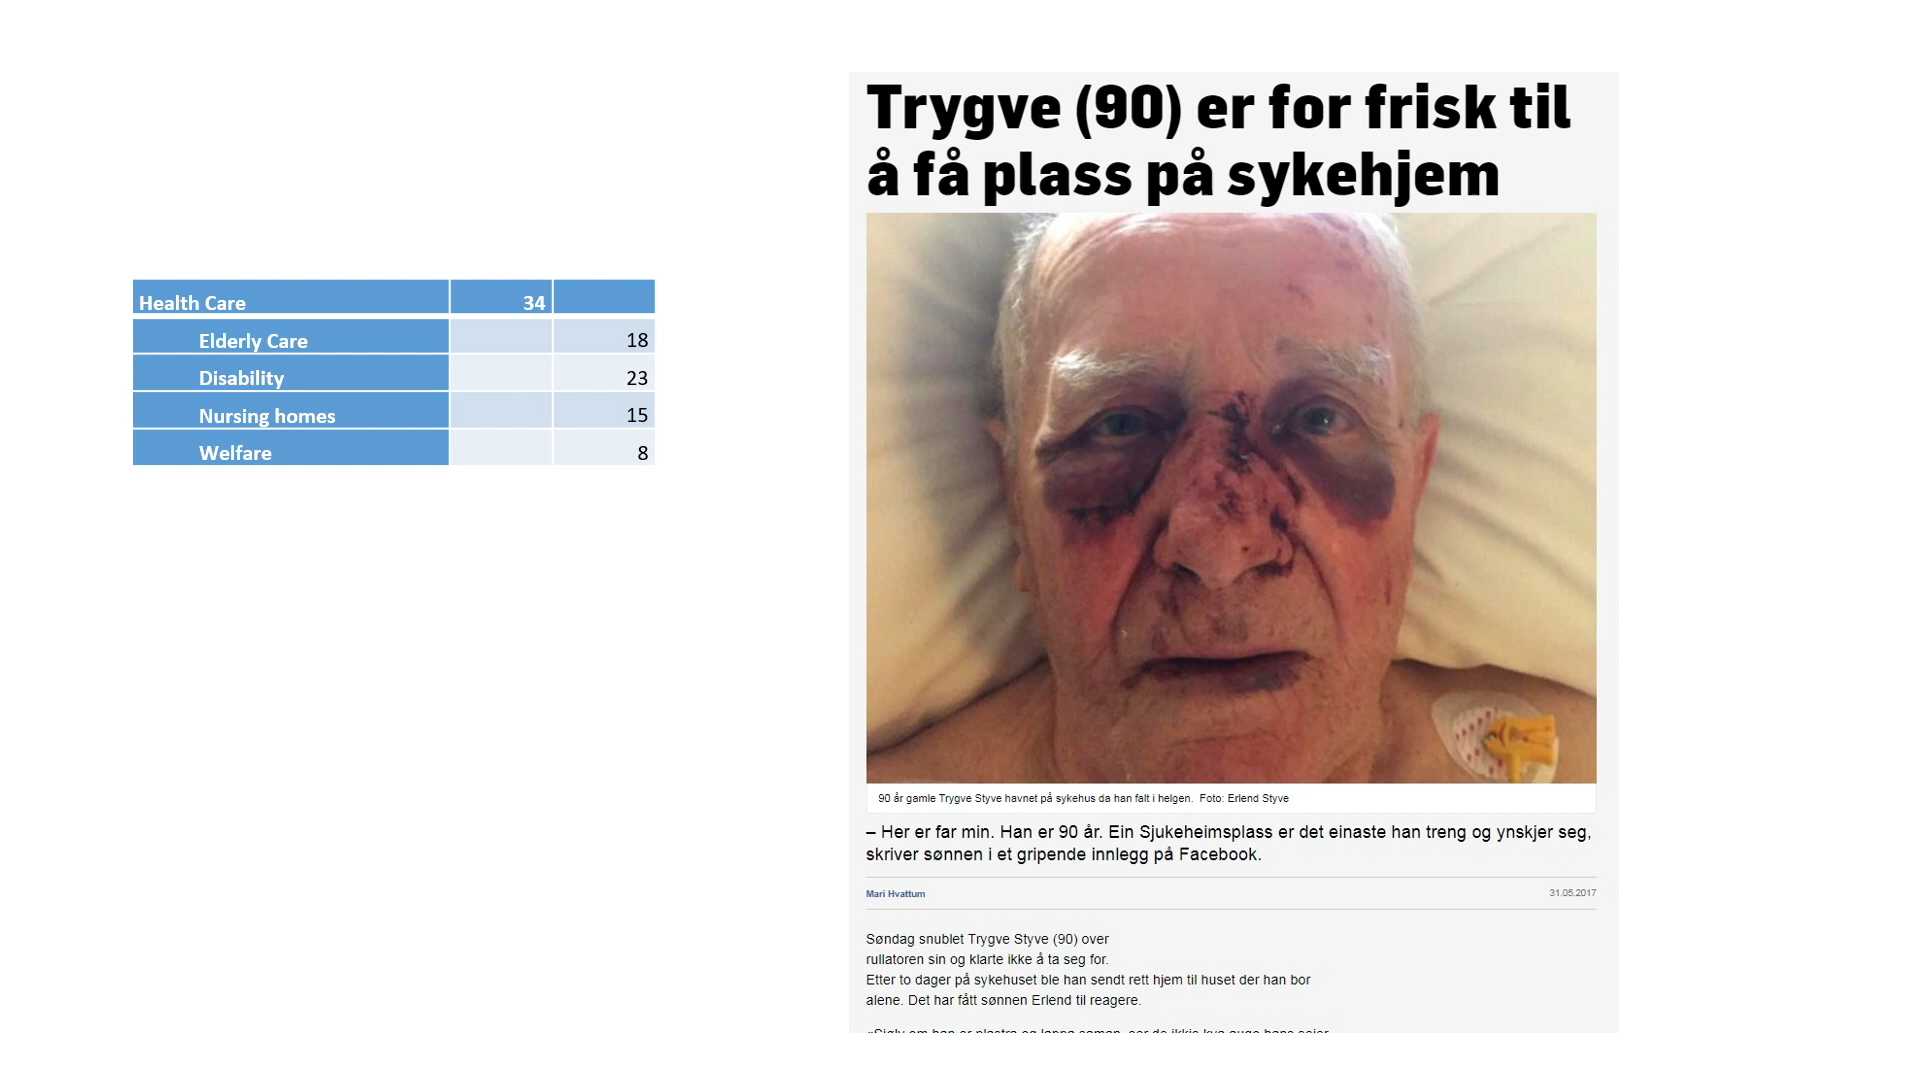 Health Care 34
Elderly Care 18
Disability 23
Nursing homes 15
Welfare 8
Trygve (90) er for frisk til
å få plass på sykehjem
90 år gamle Trygve Styve havnet på sykehus da han falt i helgen. Foto: Erlend Styve
– Her er far min. Han er 90 år. Ein Sjukeheimsplass er det einaste han treng og ynskjer seg,
skriver sønnen i et gripende innlegg på Facebook.
Mari Hvattum 31.05.2017
Søndag snublet Trygve Styve (90) over
rullatoren sin og klarte ikke å ta seg for.
Etter to dager på sykehuset ble han sendt rett hjem til huset der han bor
alene. Det har fått sønnen Erlend til reagere.